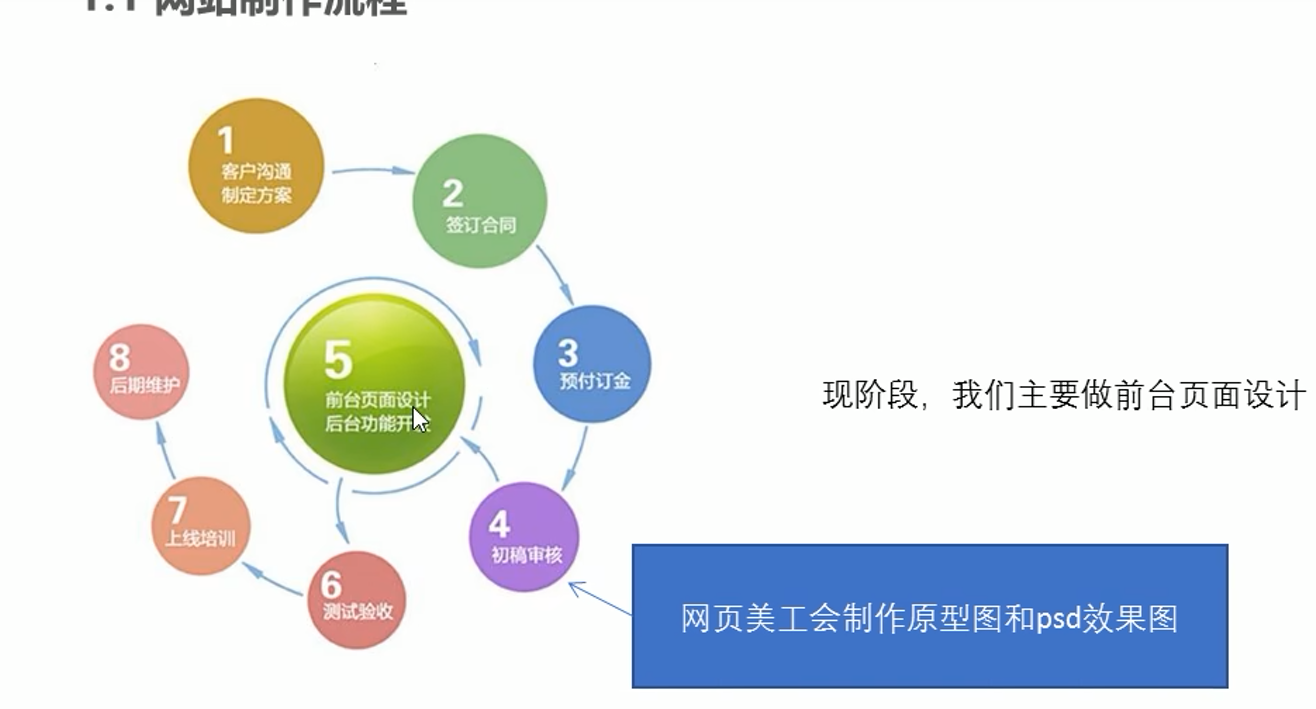 1.1 网站制作流程
1
客户沟通
制定方案
2
签订合同
3
预付订金
4
初稿审核
5
前台页面设计
后台功能开发
6
测试验收
7
上线培训
8
后期维护
现阶段，我们主要做前台页面设计
网页美工会制作原型图和psd效果图